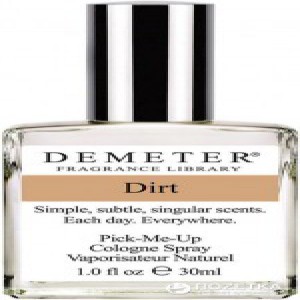 DEMETER®
FRAGRANCE LIBRARY
Dirt
Simple, subtle, singular scents.
Each day. Everywhere.
Pick-Me-Up
Cologne Spray
Vaporisateur Naturel
1.0 fl oz ℮ 30ml
ROZETKA